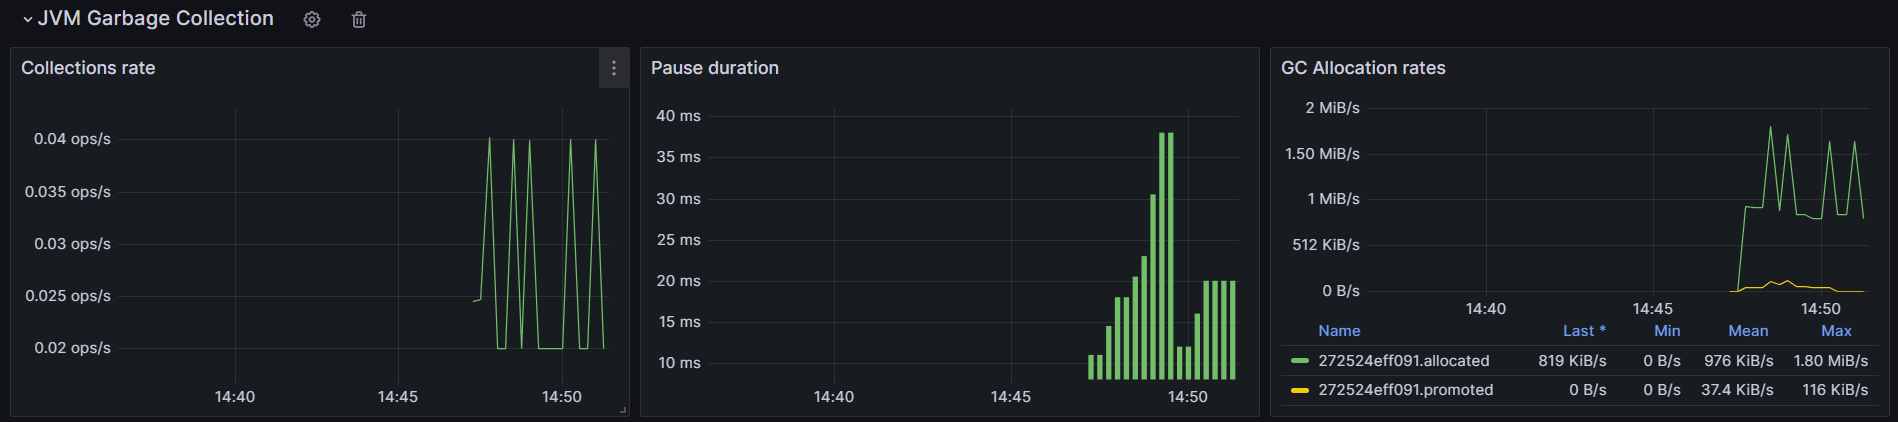 JVM Garbage Collection
Collections rate
0.04 ops/s
0.035 ops/s
0.03 ops/s
0.025 ops/s
0.02 ops/s
14:40 14:45 14:50
Pause duration
40 ms
35 ms
30 ms
25 ms
20 ms
15 ms
10 ms
14:40 14:45 14:50
GC Allocation rates
2 MiB/s
1.50 MiB/s
1 MiB/s
512 KiB/s
0 B/s
14:40 14:45 14:50
Name Last * Min Mean Max
272524eff091.allocated 819 KiB/s 0 B/s 976 KiB/s 1.80 MiB/s
272524eff091.promoted 0 B/s 0 B/s 37.4 KiB/s 116 KiB/s